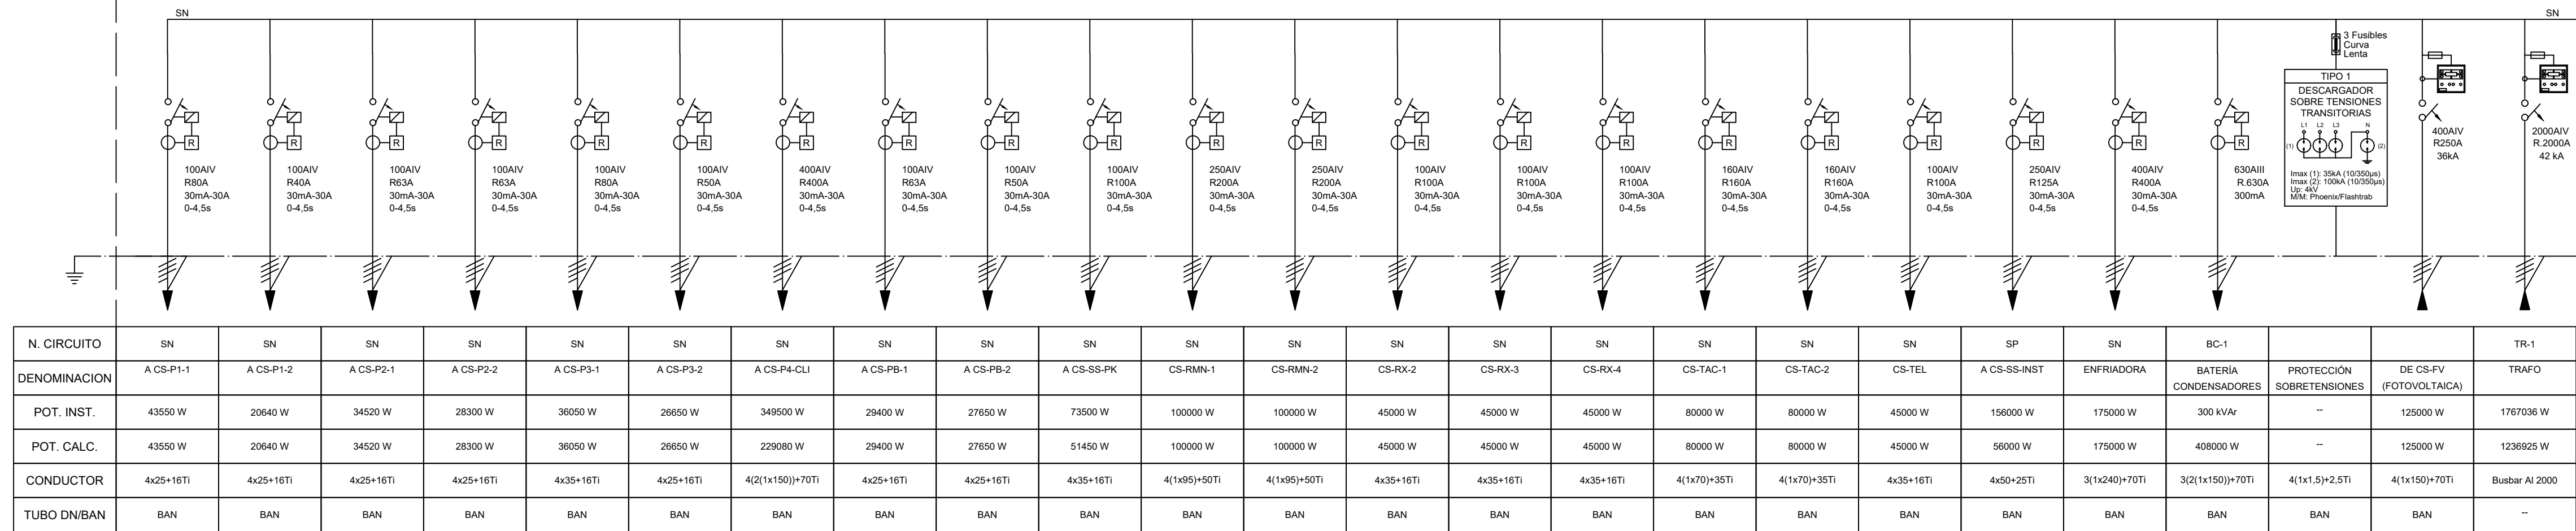 SN
SN
3 Fusibles
Curva
Lenta
TIPO 1
DESCARGADOR
SOBRE TENSIONES
TRANSITORIAS
L1 L2 L3 N
(1) (2)
Imax (1): 35kA (10/350µs)
Imax (2): 100kA (10/350µs)
Up: 4kV
M/M: Phoenix/Flashtrab
R R R R R R R R R R R R R R R R R R R R R
100AIV
R80A
30mA-30A
0-4,5s
100AIV
R40A
30mA-30A
0-4,5s
100AIV
R63A
30mA-30A
0-4,5s
100AIV
R63A
30mA-30A
0-4,5s
100AIV
R80A
30mA-30A
0-4,5s
100AIV
R50A
30mA-30A
0-4,5s
400AIV
R400A
30mA-30A
0-4,5s
100AIV
R63A
30mA-30A
0-4,5s
100AIV
R50A
30mA-30A
0-4,5s
100AIV
R100A
30mA-30A
0-4,5s
250AIV
R200A
30mA-30A
0-4,5s
250AIV
R200A
30mA-30A
0-4,5s
100AIV
R100A
30mA-30A
0-4,5s
100AIV
R100A
30mA-30A
0-4,5s
100AIV
R100A
30mA-30A
0-4,5s
160AIV
R160A
30mA-30A
0-4,5s
160AIV
R160A
30mA-30A
0-4,5s
100AIV
R100A
30mA-30A
0-4,5s
250AIV
R125A
30mA-30A
0-4,5s
400AIV
R400A
30mA-30A
0-4,5s
630AIII
R.630A
300mA
400AIV
R250A
36kA
2000AIV
R.2000A
42 kA
N. CIRCUITO SN SN SN SN SN SN SN SN SN SN SN SN SN SN SN SN SN SN SP SN BC-1 TR-1
DENOMINACION A CS-P1-1 A CS-P1-2 A CS-P2-1 A CS-P2-2 A CS-P3-1 A CS-P3-2 A CS-P4-CLI A CS-PB-1 A CS-PB-2 A CS-SS-PK CS-RMN-1 CS-RMN-2 CS-RX-2 CS-RX-3 CS-RX-4 CS-TAC-1 CS-TAC-2 CS-TEL A CS-SS-INST ENFRIADORA BATERÍA PROTECCIÓN DE CS-FV TRAFO
CONDENSADORES SOBRETENSIONES (FOTOVOLTAICA)
POT. INST. 43550 W 20640 W 34520 W 28300 W 36050 W 26650 W 349500 W 29400 W 27650 W 73500 W 100000 W 100000 W 45000 W 45000 W 45000 W 80000 W 80000 W 45000 W 156000 W 175000 W 300 kVAr -- 125000 W 1767036 W
POT. CALC. 43550 W 20640 W 34520 W 28300 W 36050 W 26650 W 229080 W 29400 W 27650 W 51450 W 100000 W 100000 W 45000 W 45000 W 45000 W 80000 W 80000 W 45000 W 56000 W 175000 W 408000 W -- 125000 W 1236925 W
CONDUCTOR 4x25+16Ti 4x25+16Ti 4x25+16Ti 4x25+16Ti 4x35+16Ti 4x25+16Ti 4(2(1x150))+70Ti 4x25+16Ti 4x25+16Ti 4x35+16Ti 4(1x95)+50Ti 4(1x95)+50Ti 4x35+16Ti 4x35+16Ti 4x35+16Ti 4(1x70)+35Ti 4(1x70)+35Ti 4x35+16Ti 4x50+25Ti 3(1x240)+70Ti 3(2(1x150))+70Ti 4(1x1,5)+2,5Ti 4(1x150)+70Ti Busbar Al 2000
TUBO DN/BAN BAN BAN BAN BAN BAN BAN BAN BAN BAN BAN BAN BAN BAN BAN BAN BAN BAN BAN BAN BAN BAN BAN BAN --